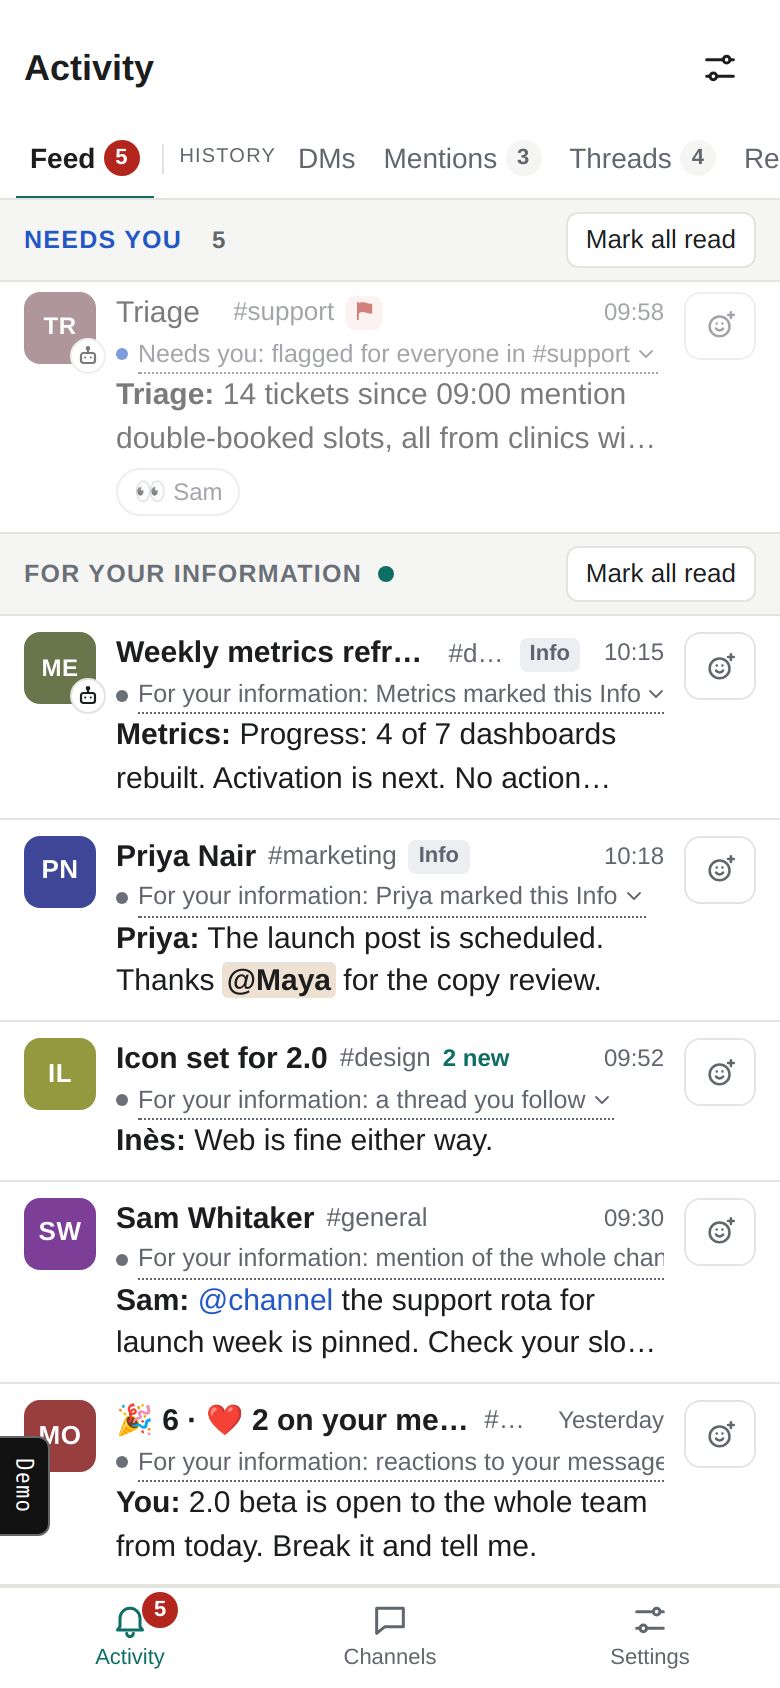 Activity
Feed 5 HISTORY DMs Mentions 3 Threads 4 Re
NEEDS YOU 5 Mark all read
TR Triage #support 09:58
Needs you: flagged for everyone in #support
Triage: 14 tickets since 09:00 mention
double-booked slots, all from clinics wi…
👀 Sam
FOR YOUR INFORMATION Mark all read
ME Weekly metrics refr… #d… Info 10:15
For your information: Metrics marked this Info
Metrics: Progress: 4 of 7 dashboards
rebuilt. Activation is next. No action…
PN Priya Nair #marketing Info 10:18
For your information: Priya marked this Info
Priya: The launch post is scheduled.
Thanks @Maya for the copy review.
IL Icon set for 2.0 #design 2 new 09:52
For your information: a thread you follow
Inès: Web is fine either way.
SW Sam Whitaker #general 09:30
For your information: mention of the whole chan
Sam: @channel the support rota for
launch week is pinned. Check your slo…
MO 🎉 6 · ❤️ 2 on your me… #… Yesterday
For your information: reactions to your message
You: 2.0 beta is open to the whole team
from today. Break it and tell me.
Demo
5
Activity Channels Settings